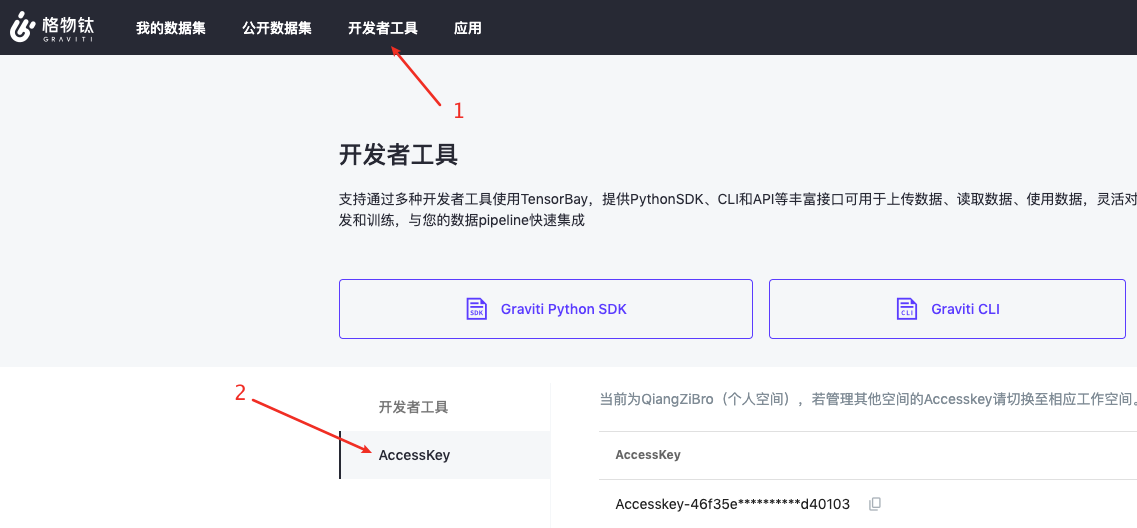 格物钛
GRAVITI
我的数据集
公开数据集
开发者工具
应用
1
开发者工具
支持通过多种开发者工具使用TensorBay，提供PythonSDK、CLI和API等丰富接口可用于上传数据、读取数据、使用数据，灵活对
发和训练，与您的数据pipeline快速集成
SDK
Graviti Python SDK
CLI
Graviti CLI
2
开发者工具
AccessKey
当前为QiangZiBro（个人空间），若管理其他空间的Accesskey请切换至相应工作空间。
AccessKey
Accesskey-46f35e**********d40103